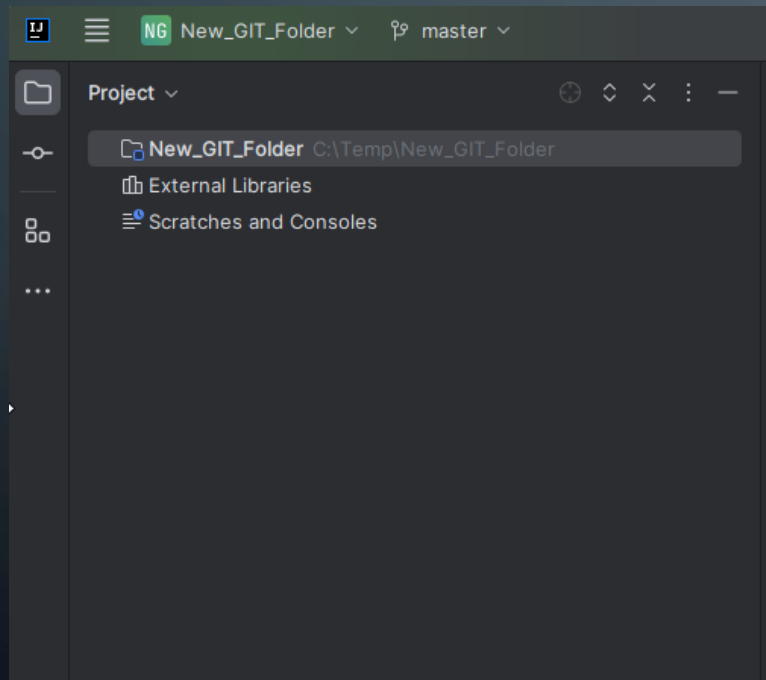 IJ NG New_GIT_Folder master
Project
New_GIT_Folder C:\Temp\New_GIT_Folder
External Libraries
Scratches and Consoles